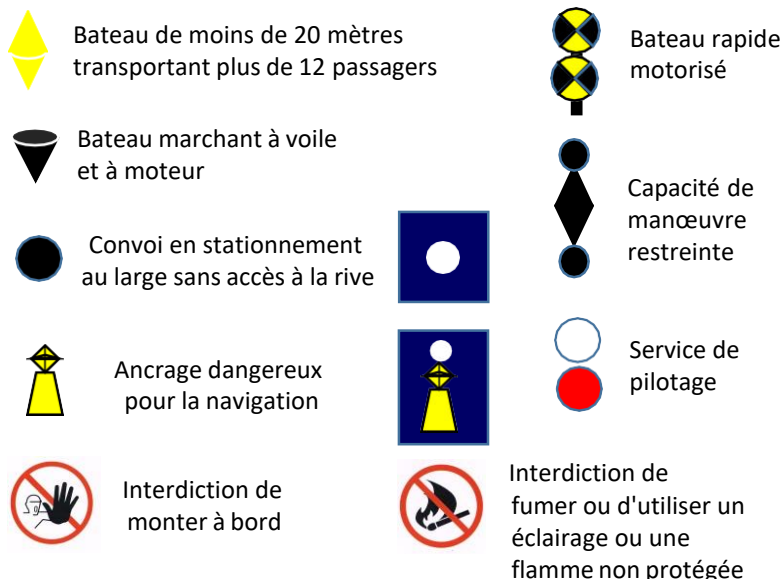 Bateau de moins de 20 mètres
transportant plus de 12 passagers
Bateau rapide
motorisé
Bateau marchant à voile
et à moteur
Capacité de
manœuvre
restreinte
Convoi en stationnement
au large sans accès à la rive
Ancrage dangereux
pour la navigation
Service de
pilotage
Interdiction de
monter à bord
Interdiction de
fumer ou d'utiliser un
éclairage ou une
flamme non protégée